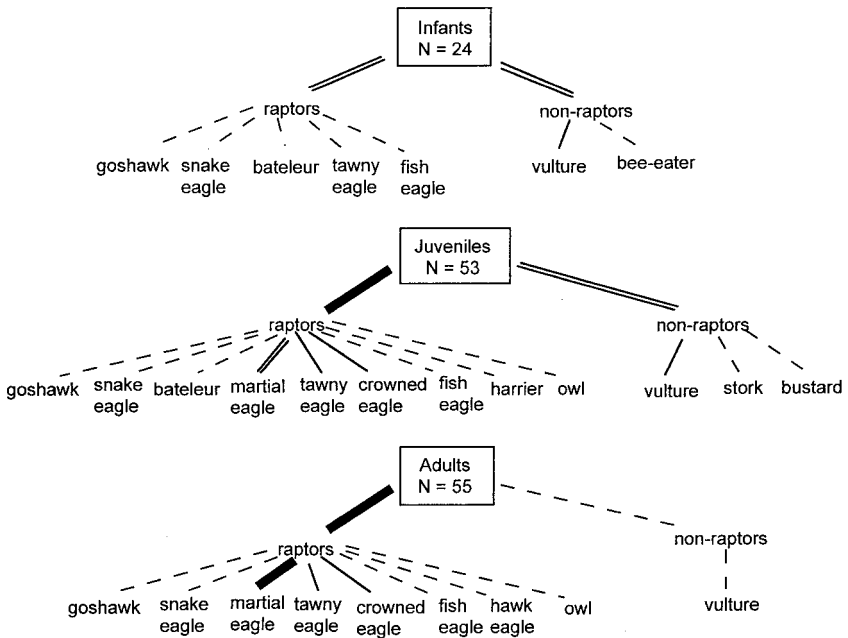 Infants
N = 24
raptors
non-raptors
goshawk
snake
eagle
bateleur
tawny
eagle
fish
eagle
vulture
bee-eater
Juveniles
N = 53
raptors
non-raptors
goshawk
snake
eagle
bateleur
martial
eagle
tawny
eagle
crowned
eagle
fish
eagle
harrier
owl
vulture
stork
bustard
Adults
N = 55
raptors
non-raptors
goshawk
snake
eagle
martial
eagle
tawny
eagle
crowned
eagle
fish
eagle
hawk
eagle
owl
vulture